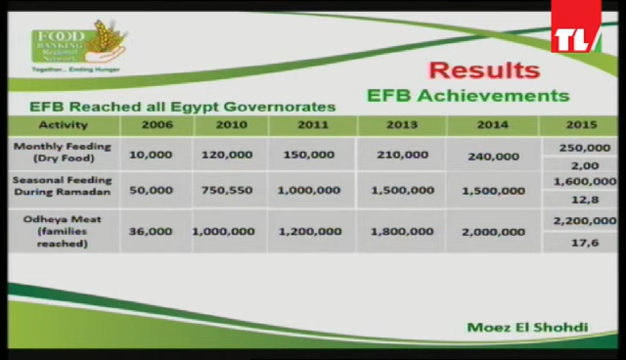 FOOD
BANKING
Regional
Network
Together... Ending Hunger
TL
Results
EFB Achievements
EFB Reached all Egypt Governorates
Activity 2006 2010 2011 2013 2014 2015
Monthly Feeding (Dry Food) 10,000 120,000 150,000 210,000 240,000 250,000
2,00
Seasonal Feeding During Ramadan 50,000 750,550 1,000,000 1,500,000 1,500,000 1,600,000
12,8
Odheya Meat (families reached) 36,000 1,000,000 1,200,000 1,800,000 2,000,000 2,200,000
17,6
Moez El Shohdi